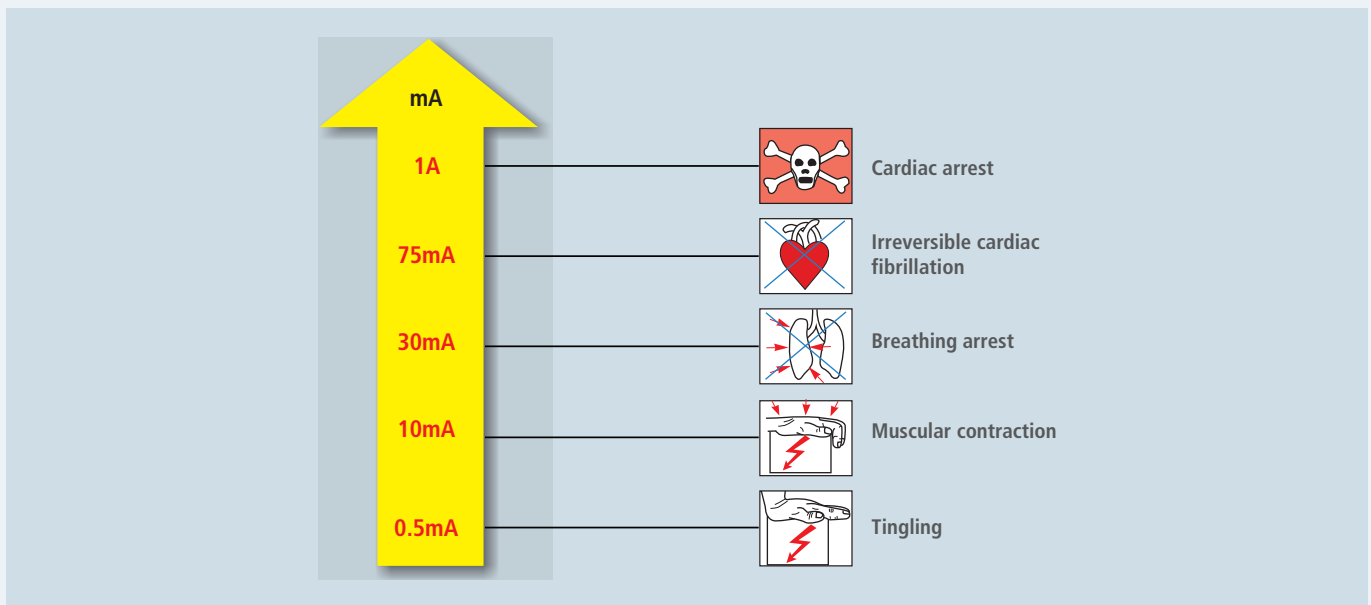 mA
1A
Cardiac arrest
75mA
Irreversible cardiac
fibrillation
30mA
Breathing arrest
10mA
Muscular contraction
0.5mA
Tingling